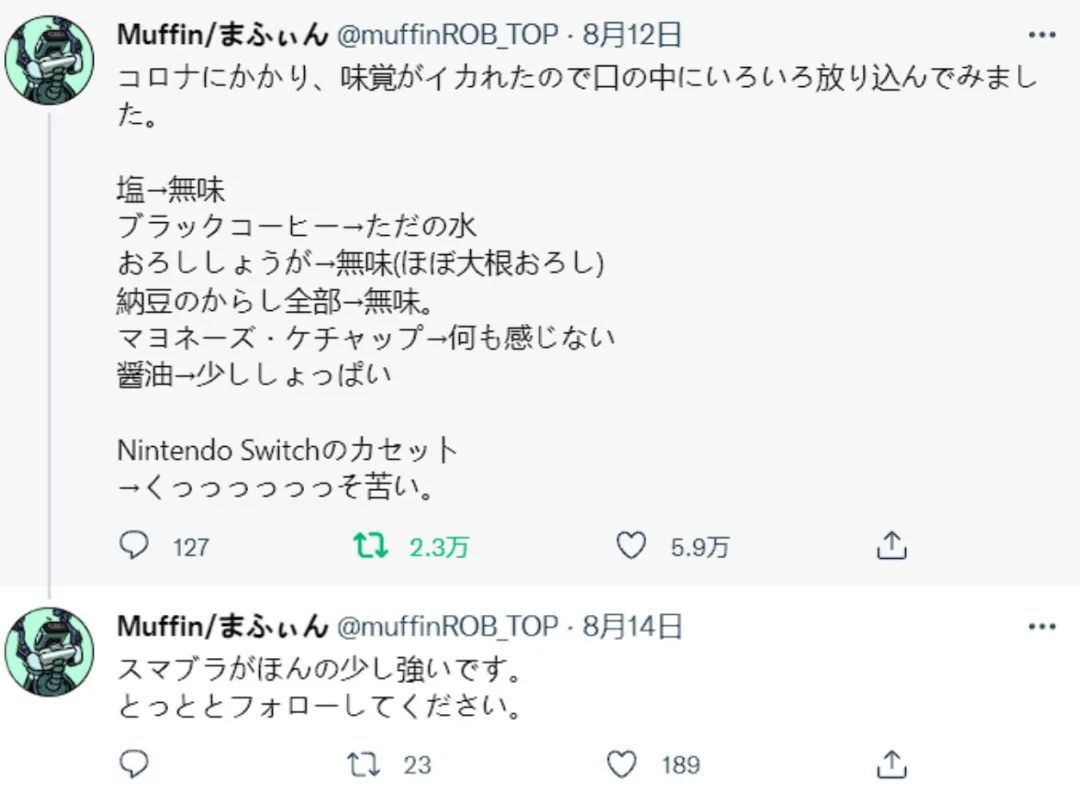 Muffin/まふぃん @muffinROB_TOP · 8月12日
コロナにかかり、味覚がイカれたので口の中にいろいろ放り込んでみまし
た。
塩→無味
ブラックコーヒー→ただの水
おろししょうが→無味(ほぼ大根おろし)
納豆のからし全部→無味。
マヨネーズ・ケチャップ→何も感じない
醤油→少ししょっぱい
Nintendo Switchのカセット
→くっっっっっっそ苦い。
127 2.3万 5.9万
Muffin/まふぃん @muffinROB_TOP · 8月14日
スマブラがほんの少し強いです。
とっととフォローしてください。
23 189